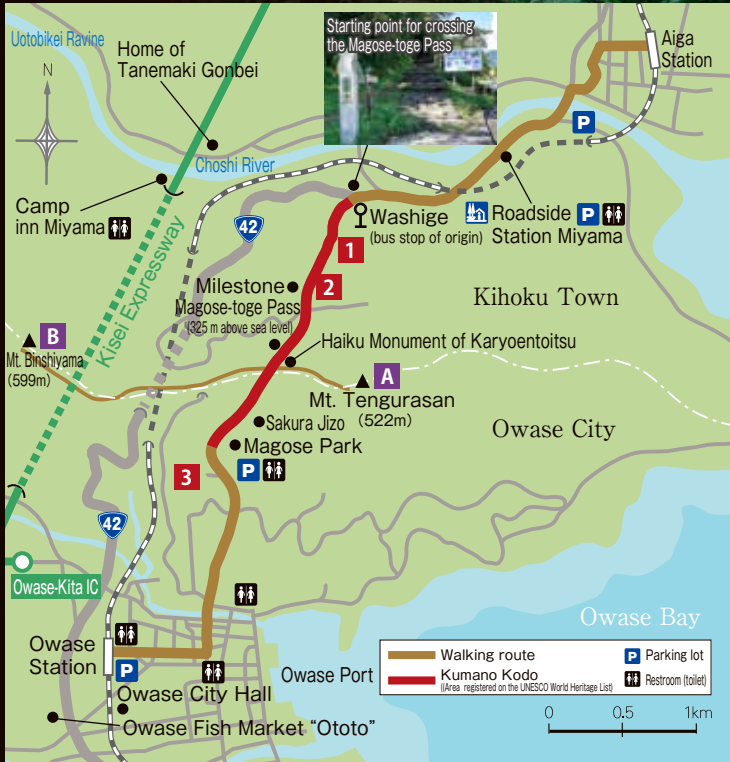 Uotobikei Ravine
Home of
Tanemaki Gonbei
Starting point for crossing
the Magose-toge Pass
Aiga
Station
N
P
Choshi River
Camp
inn Miyama
42
Washige
(bus stop of origin)
Roadside
Station Miyama
P
1
2
Milestone
Magose-toge Pass
(325 m above sea level)
Kihoku Town
Kisei Expressway
B
Mt. Binshiyama
(599m)
Haiku Monument of Karyoentoitsu
A
Mt. Tengurasan
(522m)
Owase City
Sakura Jizo
Magose Park
P
3
42
Owase-Kita IC
Owase Bay
Owase
Station
P
Owase Port
Owase City Hall
Owase Fish Market "Ototo"
Walking route
Kumano Kodo
((Area registered on the UNESCO World Heritage List)
P Parking lot
Restroom (toilet)
0 0.5 1km